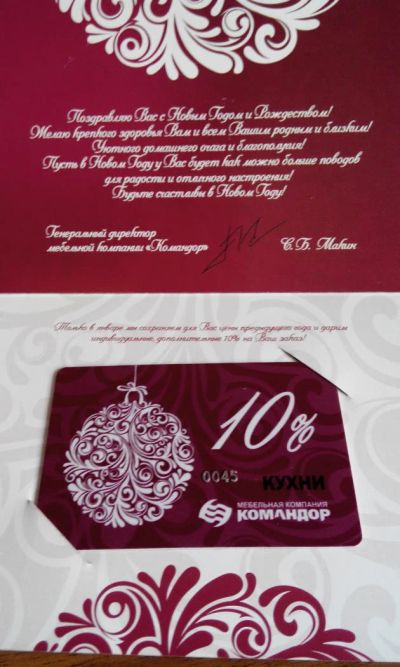 Поздравляю Вас с Новым Годом и Рождеством!
Желаю крепкого здоровья Вам и всем Вашим родным и близким!
Уютного домашнего очага и благополучия!
Пусть в Новом Году у Вас будет как можно больше поводов
для радости и отличного настроения!
Будьте счастливы в Новом Году!
Генеральный директор
мебельной компании «Командор»
С.Б. Макин
Только в январе мы сохраняем для Вас цены предыдущего года и дарим
индивидуальные, дополнительные 10% на Ваш заказ!
10%
0045
КУХНИ
МЕБЕЛЬНАЯ КОМПАНИЯ
КОМАНДОР